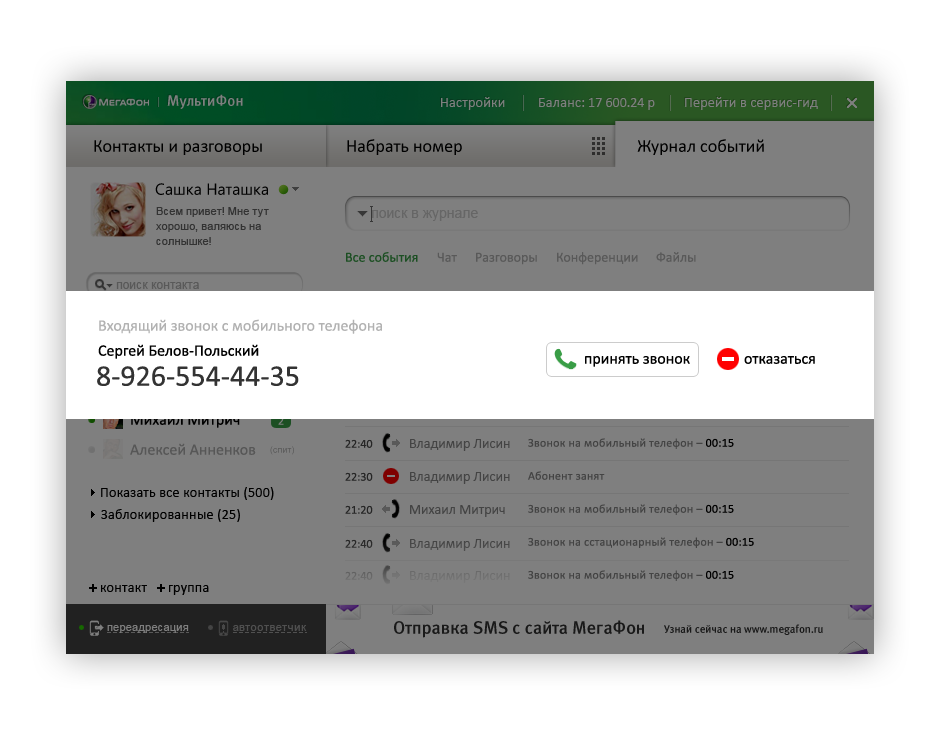 МЕГАФОН | МультиФон
Настройки
Баланс: 17 600.24 р
Перейти в сервис-гид
Контакты и разговоры
Набрать номер
Журнал событий
Сашка Наташка
Всем привет! Мне тут
хорошо, валяюсь на
солнышке!
поиск контакта
поиск в журнале
Все события
Чат
Разговоры
Конференции
Файлы
Входящий звонок с мобильного телефона
Сергей Белов-Польский
8-926-554-44-35
принять звонок
отказаться
Михаил Митрич 2
Алексей Анненков (спит)
Показать все контакты (500)
Заблокированные (25)
+ контакт + группа
22:40 Владимир Лисин Звонок на мобильный телефон – 00:15
22:30 Владимир Лисин Абонент занят
21:20 Михаил Митрич Звонок на мобильный телефон – 00:15
22:40 Владимир Лисин Звонок на сстационарный телефон – 00:15
22:40 Владимир Лисин Звонок на мобильный телефон – 00:15
переадресация
автоответчик
Отправка SMS с сайта МегаФон
Узнай сейчас на www.megafon.ru